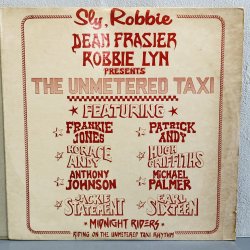 Sly, Robbie
DEAN FRASIER
ROBBIE LYN
PRESENTS
THE UNMETERED TAXI
FEATURING
FRANKIE JONES
PATRICK ANDY
HORACE ANDY
HUGH GRIFFITHS
ANTHONY JOHNSON
MICHAEL PALMER
JACKIE STATEMENT
EARL SIXTEEN
MIDNIGHT RIDERS
RIDING ON THE UNMETERED TAXI RHYTHM